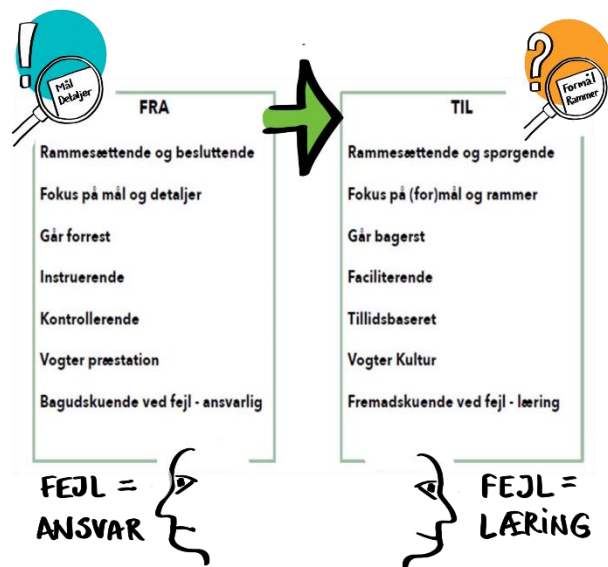 !
Mål
Detaljer
FRA
Rammesættende og besluttende
Fokus på mål og detaljer
Går forrest
Instruerende
Kontrollerende
Vogter præstation
Bagudskuende ved fejl - ansvarlig
FEJL =
ANSVAR
?
Formål
Rammer
TIL
Rammesættende og spørgende
Fokus på (for)mål og rammer
Går bagerst
Faciliterende
Tillidsbaseret
Vogter Kultur
Fremadskuende ved fejl - læring
FEJL =
LÆRING